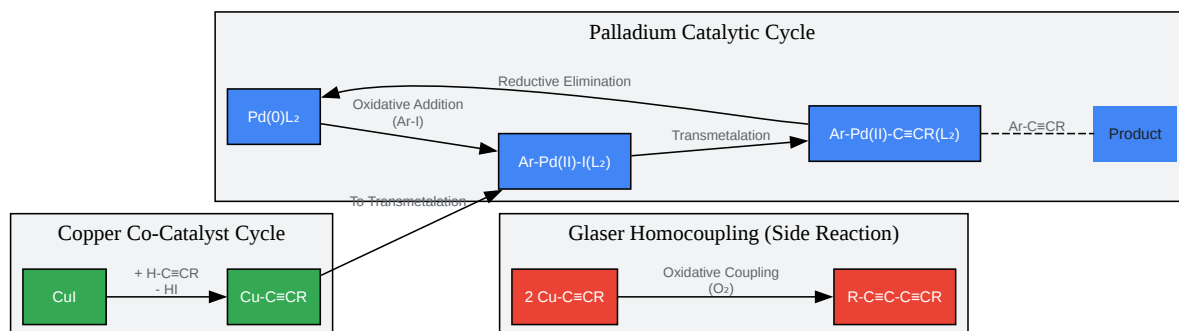 Palladium Catalytic Cycle
Reductive Elimination
Pd(0)L₂
Oxidative Addition
(Ar-I)
Ar-Pd(II)-I(L₂)
Transmetalation
Ar-Pd(II)-C≡CR(L₂)
Ar-C≡CR
Product
To Transmetalation
Copper Co-Catalyst Cycle
CuI
+ H-C≡CR
- HI
Cu-C≡CR
Glaser Homocoupling (Side Reaction)
2 Cu-C≡CR
Oxidative Coupling
(O₂)
R-C≡C-C≡CR